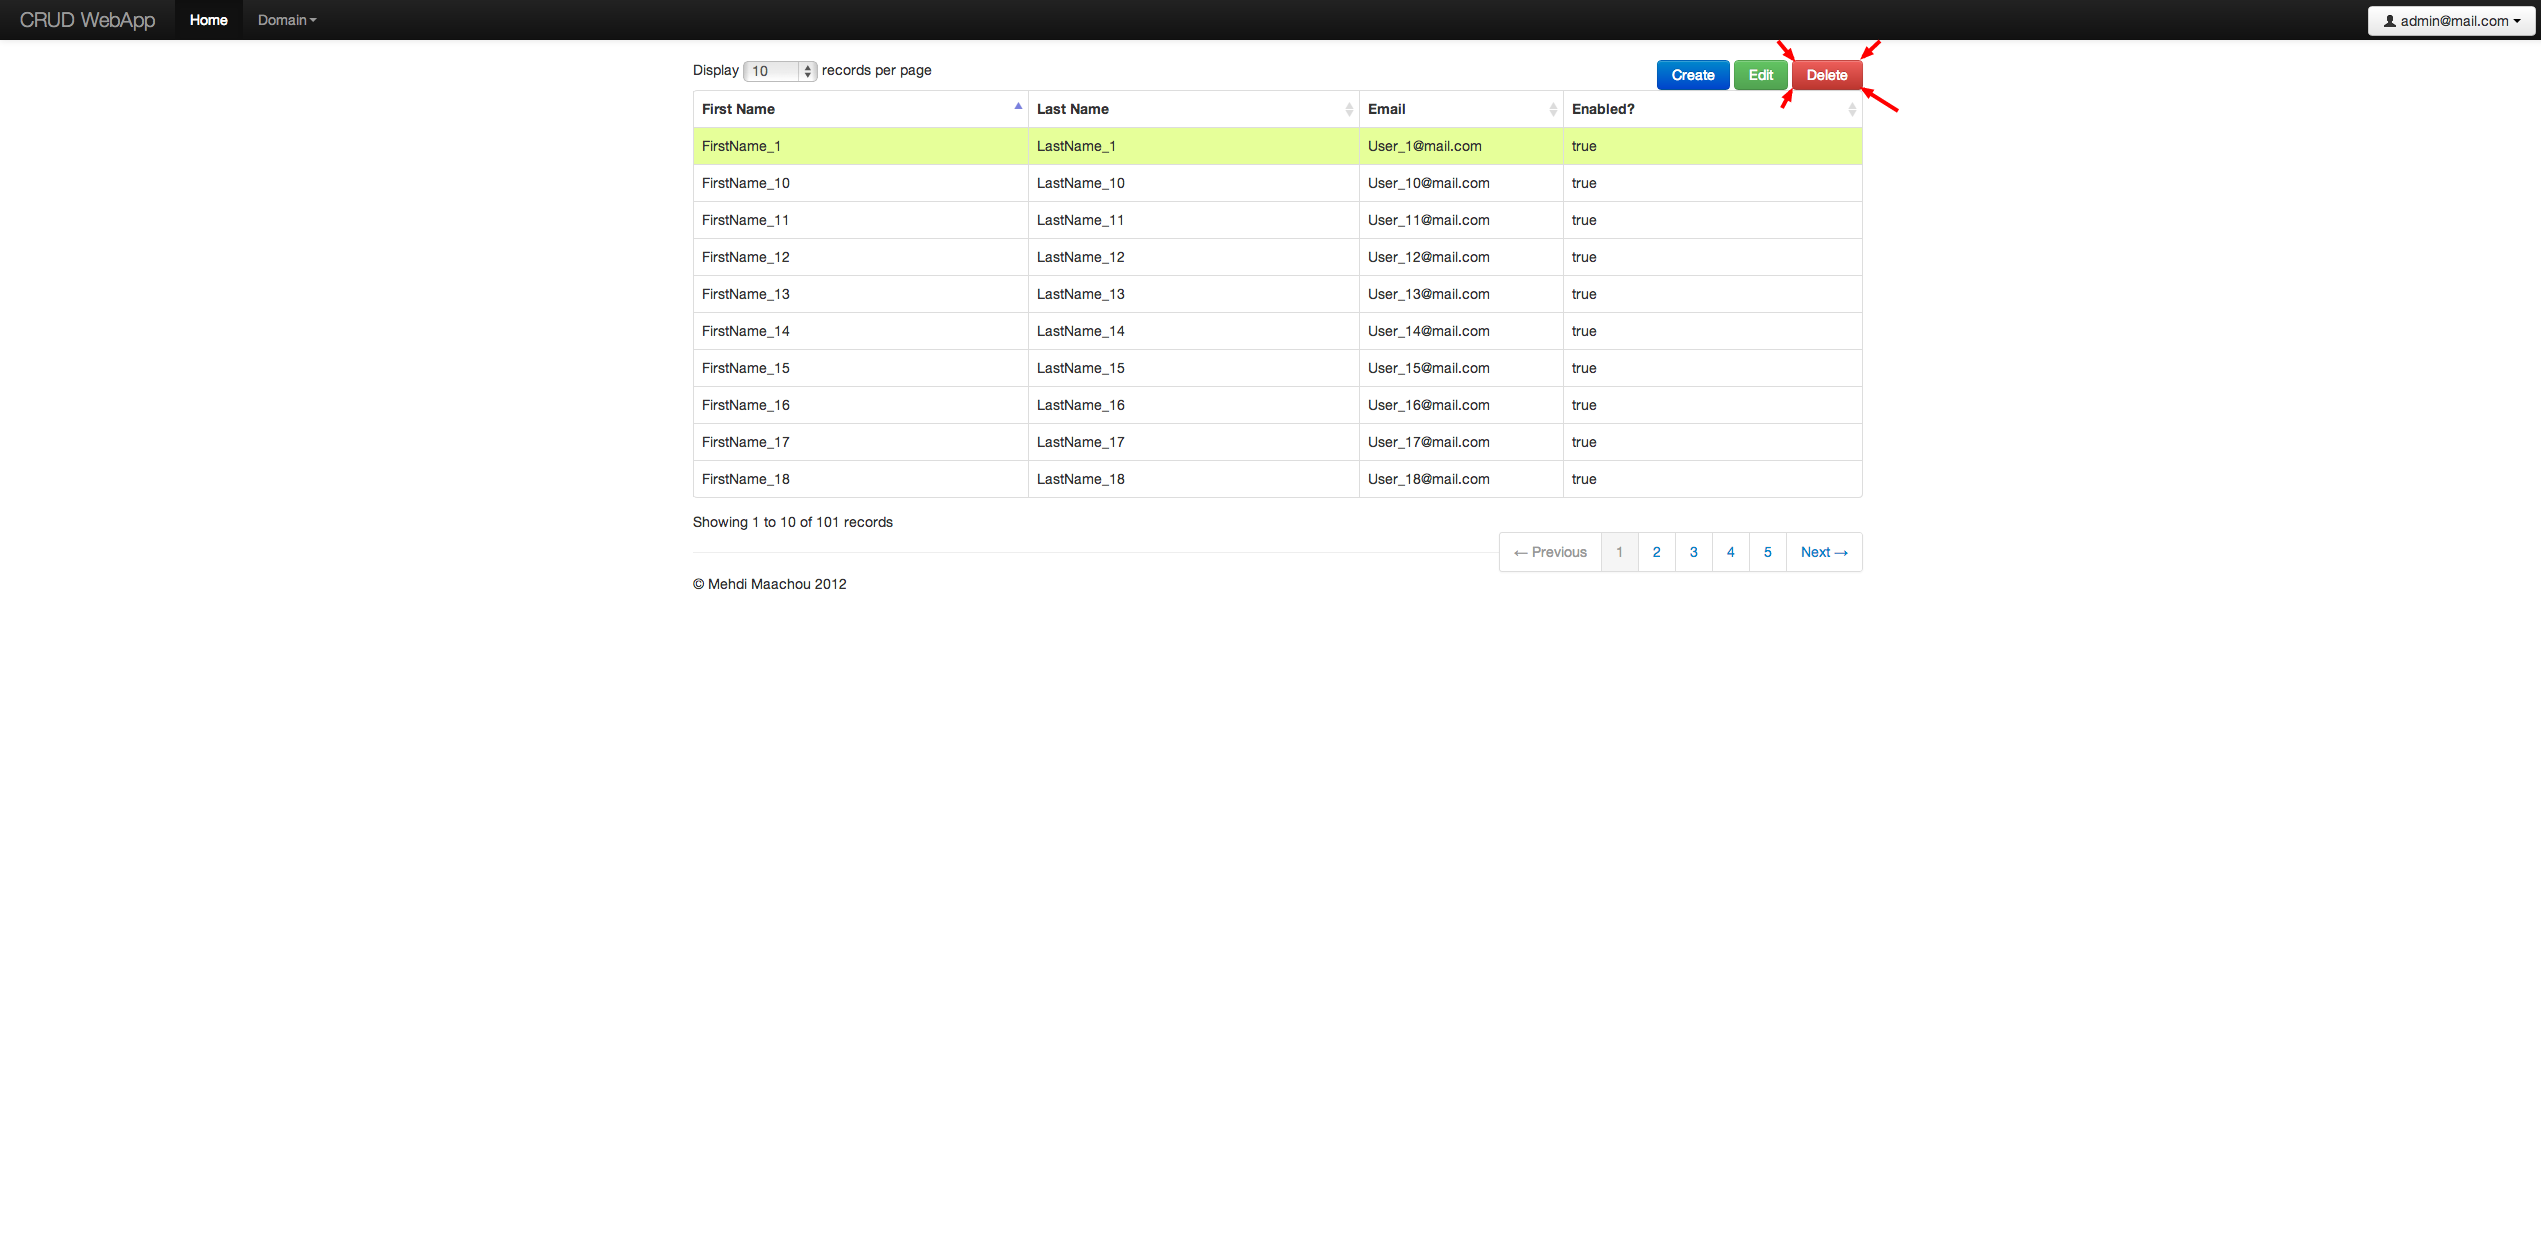 CRUD WebApp Home Domain admin@mail.com
Display 10 records per page Create Edit Delete
First Name Last Name Email Enabled?
FirstName_1 LastName_1 User_1@mail.com true
FirstName_10 LastName_10 User_10@mail.com true
FirstName_11 LastName_11 User_11@mail.com true
FirstName_12 LastName_12 User_12@mail.com true
FirstName_13 LastName_13 User_13@mail.com true
FirstName_14 LastName_14 User_14@mail.com true
FirstName_15 LastName_15 User_15@mail.com true
FirstName_16 LastName_16 User_16@mail.com true
FirstName_17 LastName_17 User_17@mail.com true
FirstName_18 LastName_18 User_18@mail.com true
Showing 1 to 10 of 101 records
← Previous 1 2 3 4 5 Next →
© Mehdi Maachou 2012